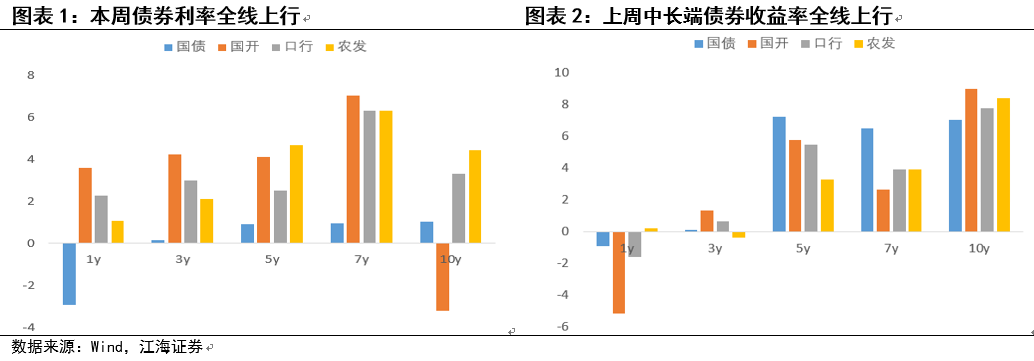 图表 1：本周债券利率全线上行
国债 国开 口行 农发
8
6
4
2
0
-2
-4
1y 3y 5y 7y 10y
图表 2：上周中长端债券收益率全线上行
国债 国开 口行 农发
10
8
6
4
2
0
-2
-4
-6
1y 3y 5y 7y 10y
数据来源：Wind，江海证券